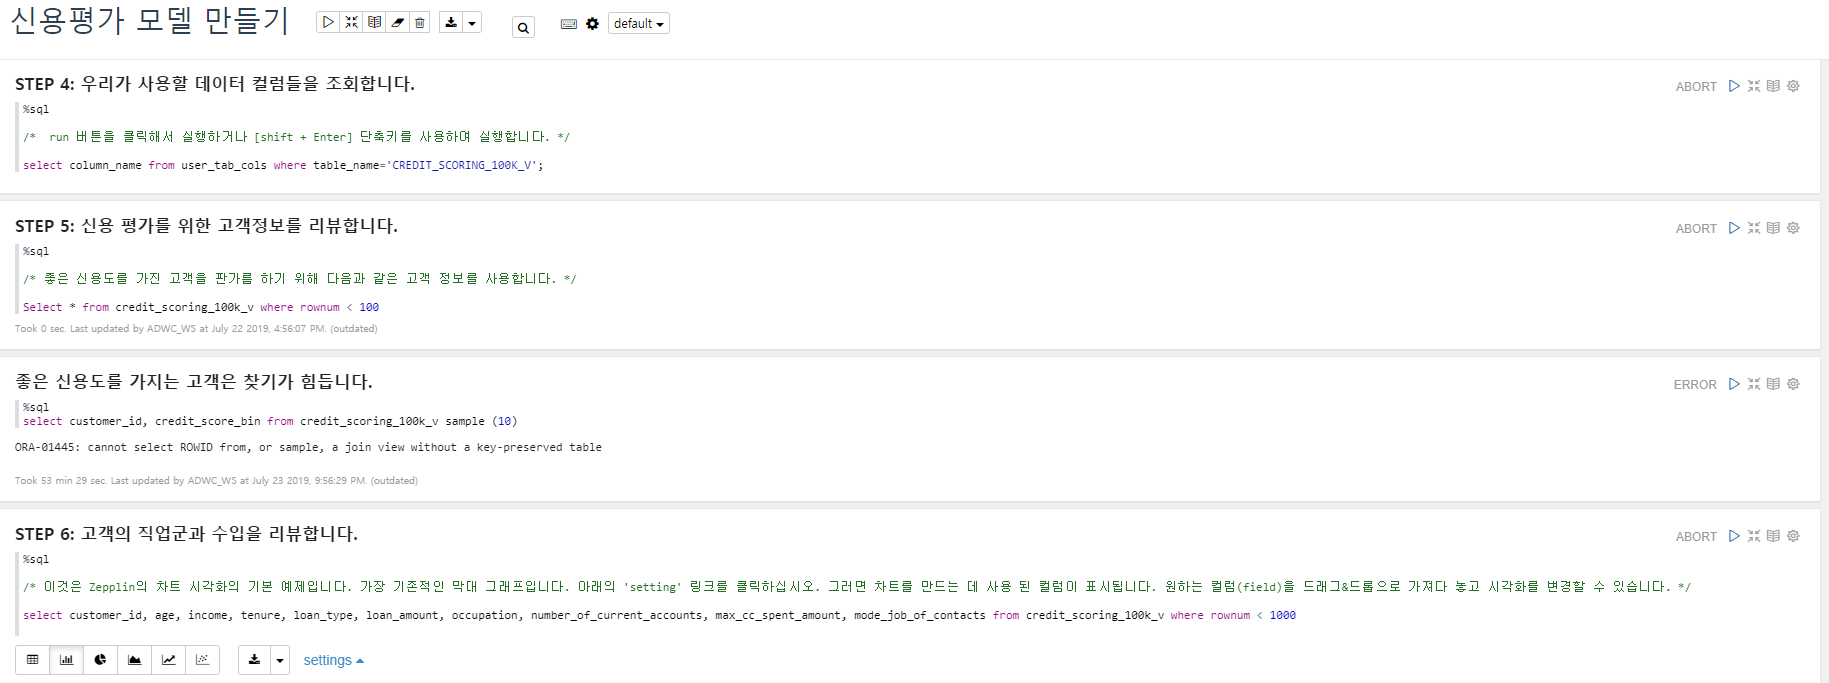 신용평가 모델 만들기
default
STEP 4: 우리가 사용할 데이터 컬럼들을 조회합니다.
ABORT
%sql
/*  run 버튼을 클릭해서 실행하거나 [shift + Enter] 단축키를 사용하여 실행합니다. */
select column_name from user_tab_cols where table_name='CREDIT_SCORING_100K_V';
STEP 5: 신용 평가를 위한 고객정보를 리뷰합니다.
ABORT
%sql
/* 좋은 신용도를 가진 고객을 판가를 하기 위해 다음과 같은 고객 정보를 사용합니다. */
Select * from credit_scoring_100k_v where rownum < 100
Took 0 sec. Last updated by ADWC_WS at July 22 2019, 4:56:07 PM. (outdated)
좋은 신용도를 가지는 고객은 찾기가 힘듭니다.
ERROR
%sql
select customer_id, credit_score_bin from credit_scoring_100k_v sample (10)
ORA-01445: cannot select ROWID from, or sample, a join view without a key-preserved table
Took 53 min 29 sec. Last updated by ADWC_WS at July 23 2019, 9:56:29 PM. (outdated)
STEP 6: 고객의 직업군과 수입을 리뷰합니다.
ABORT
%sql
/* 이것은 Zepplin의 차트 시각화의 기본 예제입니다. 가장 기존적인 막대 그래프입니다. 아래의 'setting' 링크를 클릭하십시오. 그러면 차트를 만드는 데 사용 된 컬럼이 표시됩니다. 원하는 컬럼(field)을 드래그&드롭으로 가져다 놓고 시각화를 변경할 수 있습니다. */
select customer_id, age, income, tenure, loan_type, loan_amount, occupation, number_of_current_accounts, max_cc_spent_amount, mode_job_of_contacts from credit_scoring_100k_v where rownum < 1000
settings